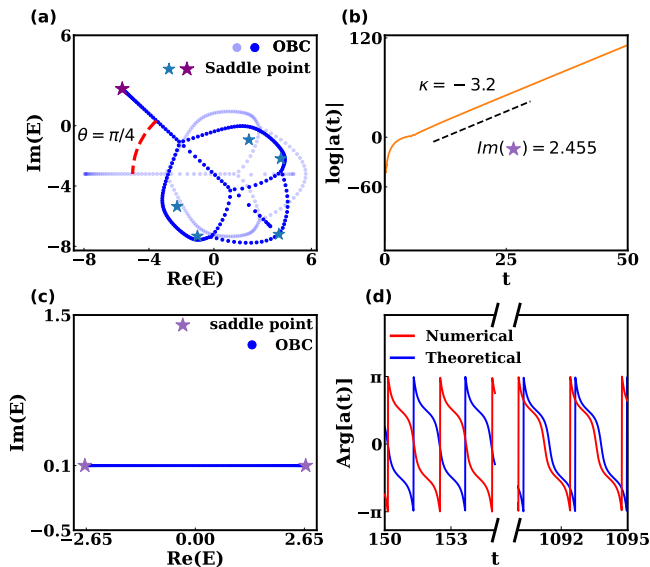 (a)
6
0
−4
−8
−8
−4
0
6
Im(E)
Re(E)
OBC
Saddle point
θ = π/4
(b)
120
0
−60
0
25
50
log|a(t)|
t
κ = −3.2
Im(★) = 2.455
(c)
1.5
0.1
−0.5
−2.65
0.00
2.65
Im(E)
Re(E)
saddle point
OBC
(d)
π
0
−π
150
153
1092
1095
Arg[a(t)]
t
Numerical
Theoretical